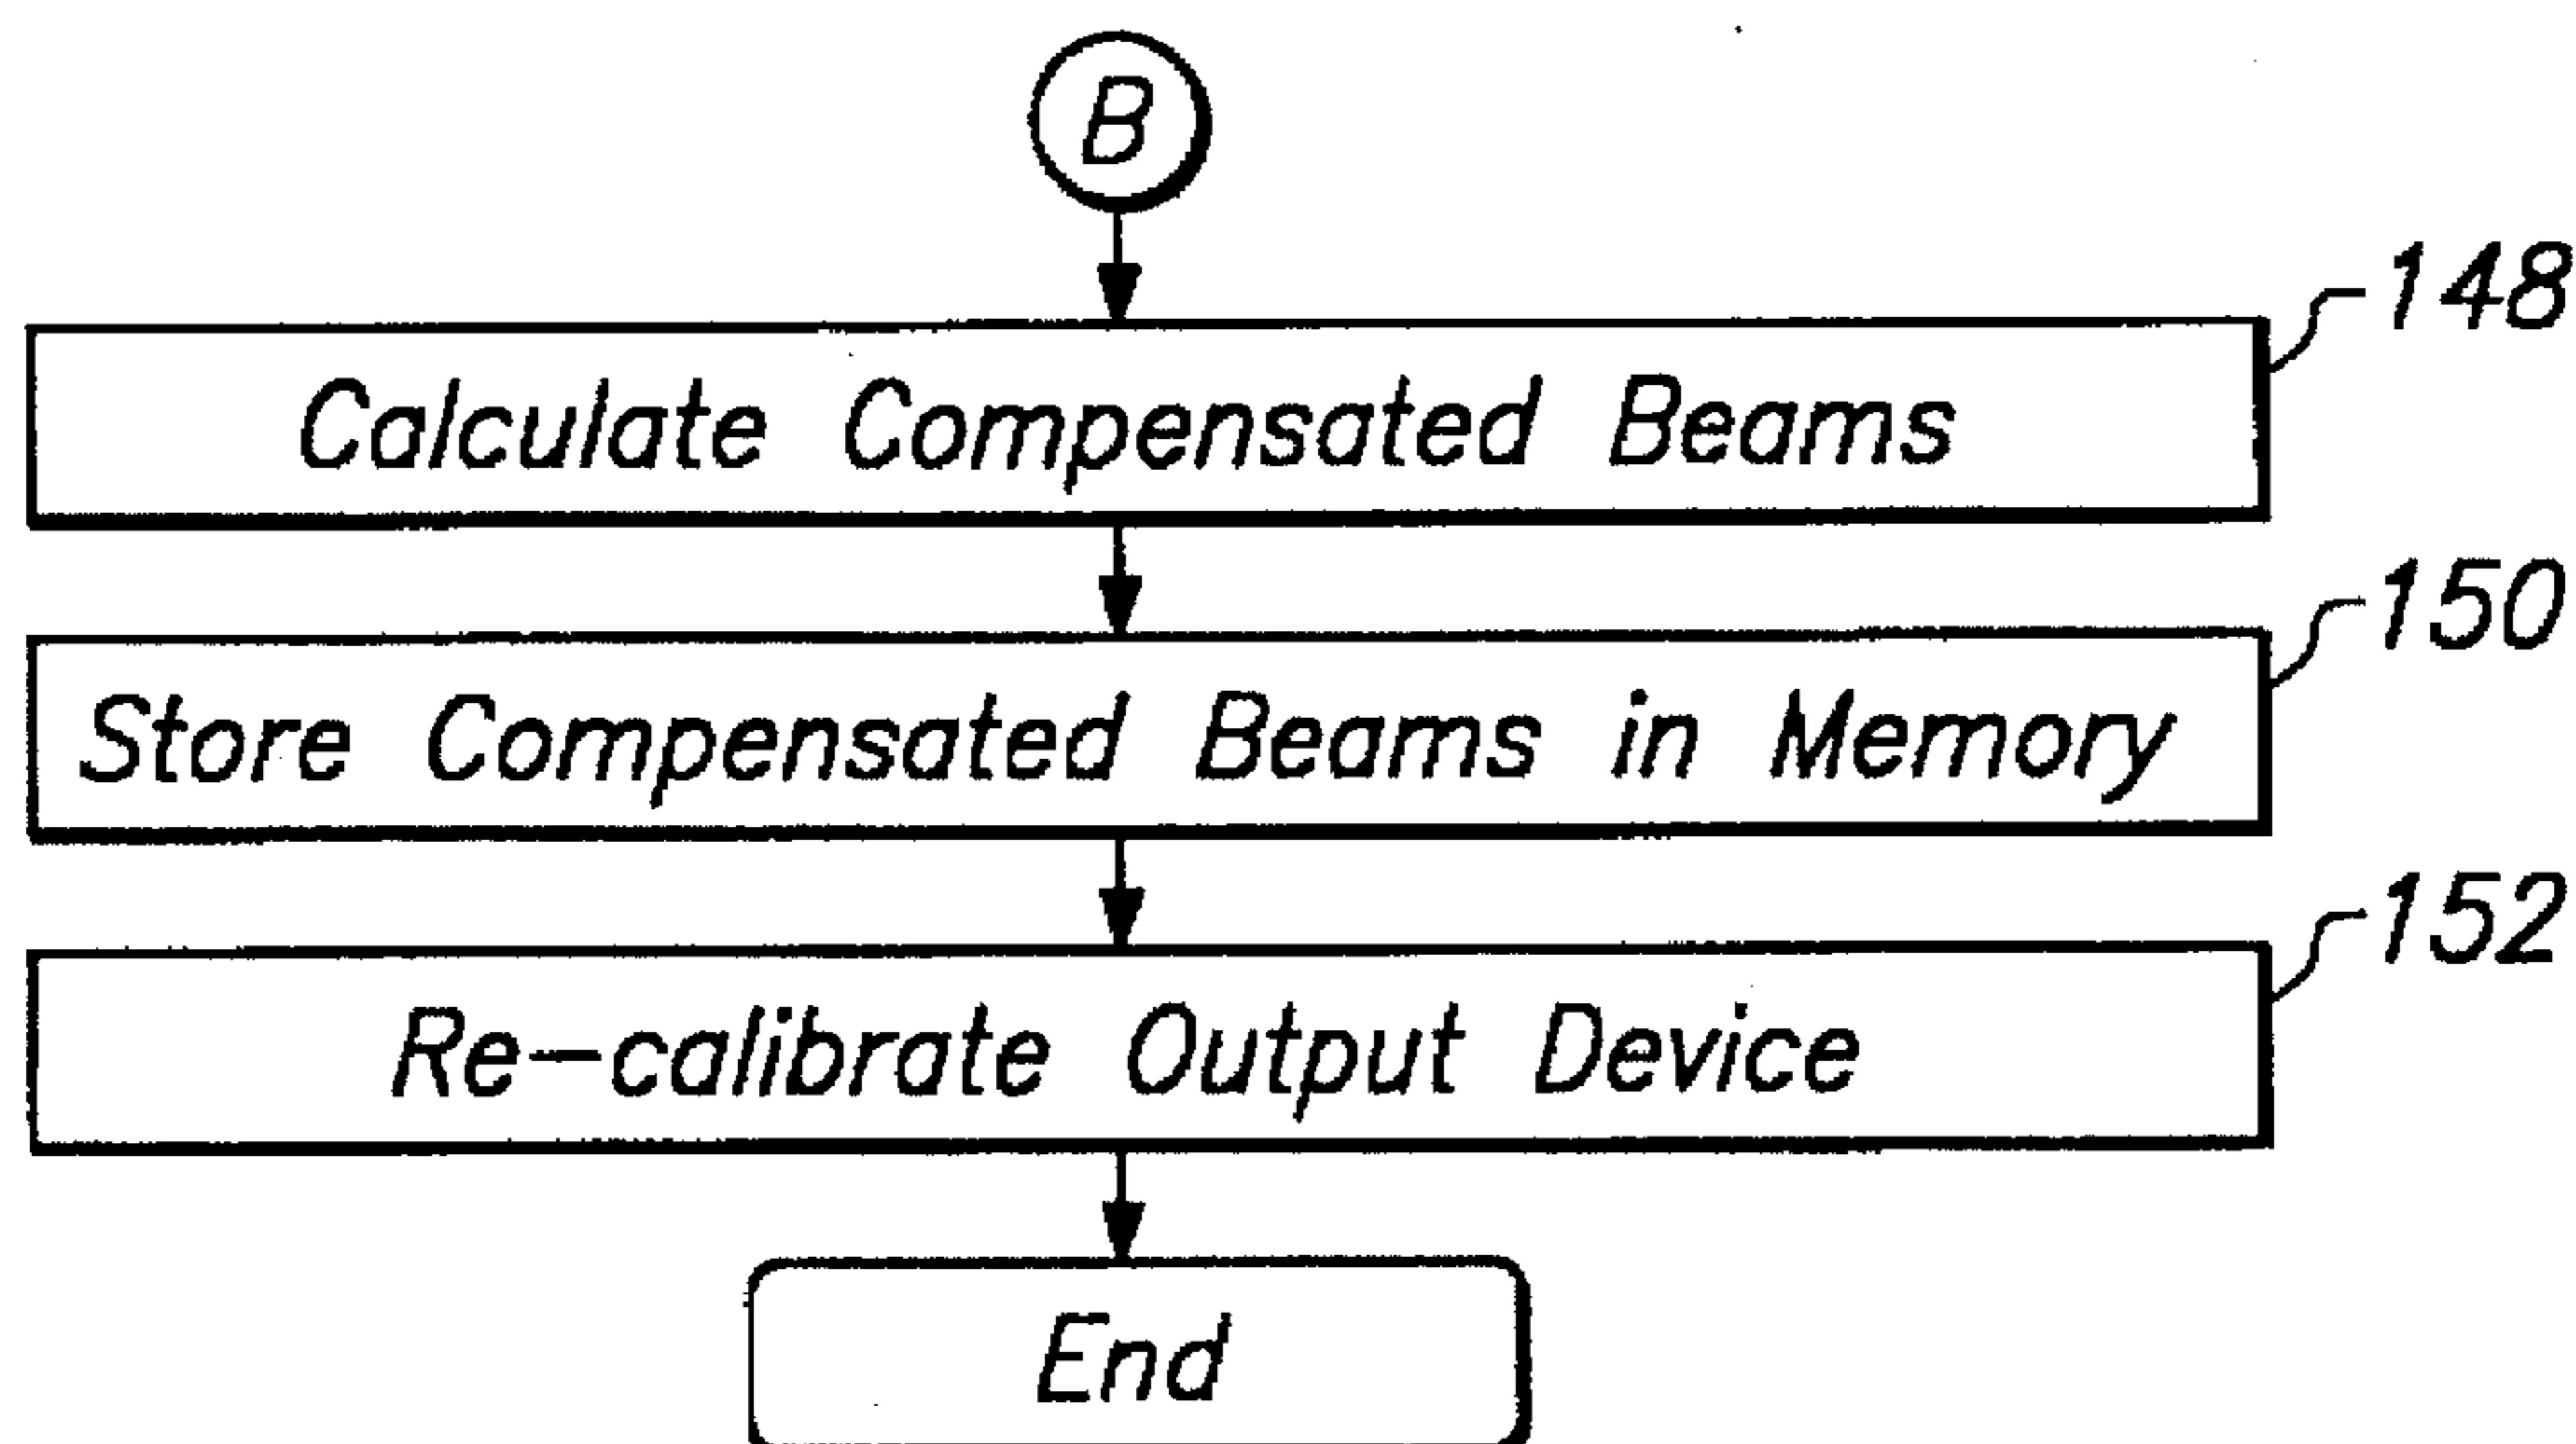 B
148
Calculate Compensated Beams
150
Store Compensated Beams in Memory
152
Re-calibrate Output Device
End